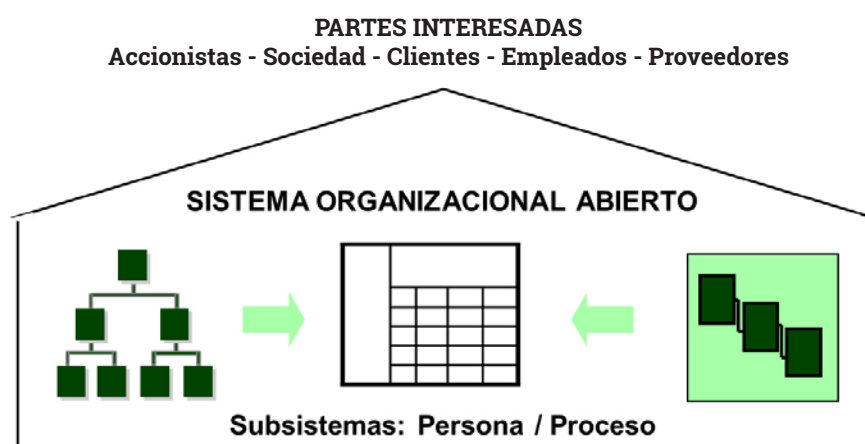 PARTES INTERESADAS
Accionistas - Sociedad - Clientes - Empleados - Proveedores
SISTEMA ORGANIZACIONAL ABIERTO
Subsistemas: Persona / Proceso